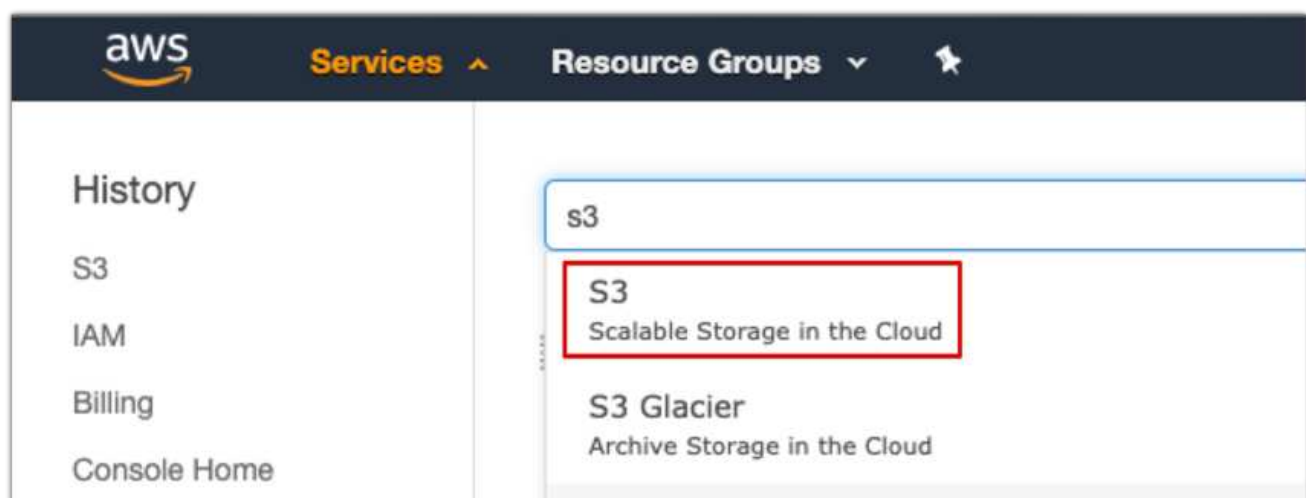 aws
Services
Resource Groups
History
S3
IAM
Billing
Console Home
s3
S3
Scalable Storage in the Cloud
S3 Glacier
Archive Storage in the Cloud